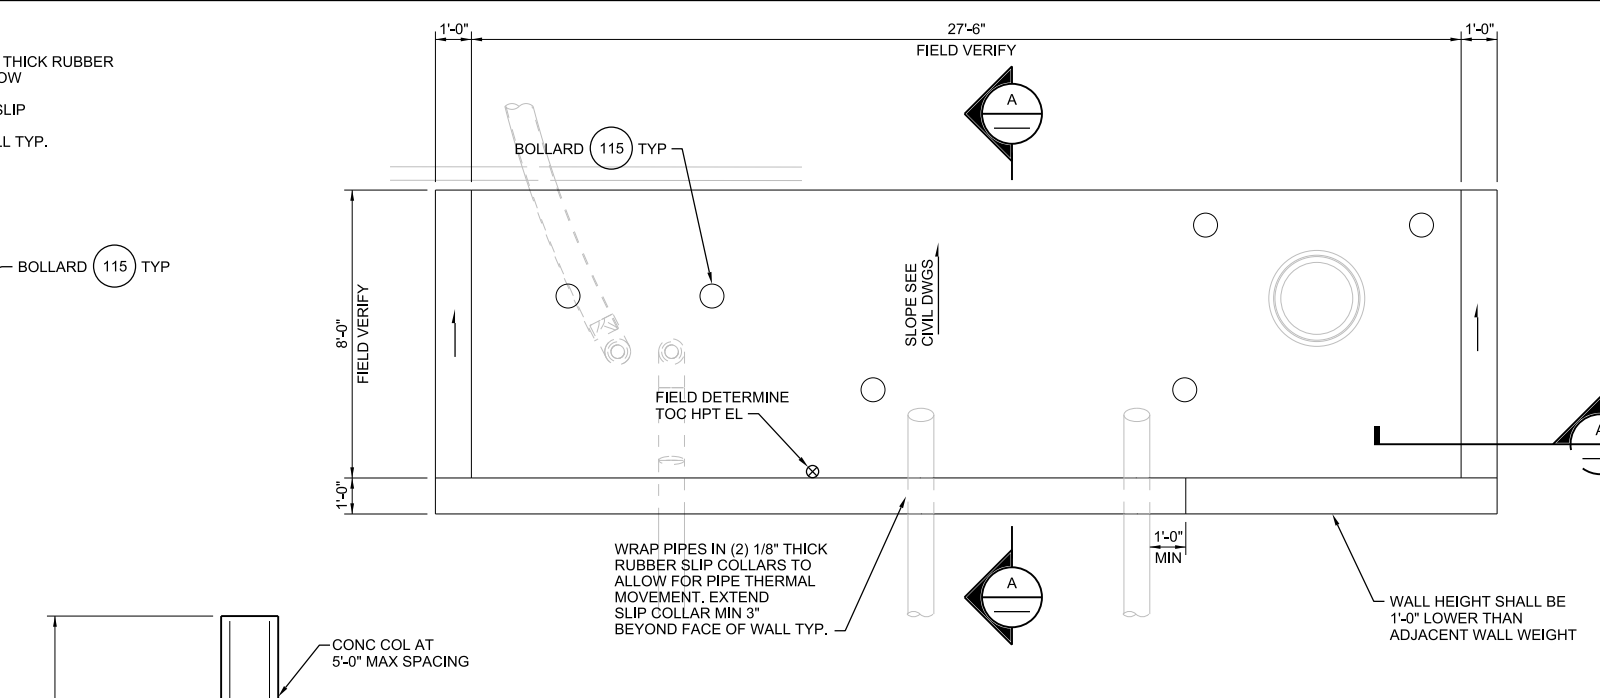 THICK RUBBER
OW
SLIP
LL TYP.
BOLLARD 115 TYP
1'-0"
27'-6"
FIELD VERIFY
1'-0"
A
BOLLARD 115 TYP
8'-0"
FIELD VERIFY
1'-0"
SLOPE SEE
CIVIL DWGS
FIELD DETERMINE
TOC HPT EL
WRAP PIPES IN (2) 1/8" THICK
RUBBER SLIP COLLARS TO
ALLOW FOR PIPE THERMAL
MOVEMENT. EXTEND
SLIP COLLAR MIN 3"
BEYOND FACE OF WALL TYP.
A
1'-0"
MIN
A
WALL HEIGHT SHALL BE
1'-0" LOWER THAN
ADJACENT WALL WEIGHT
CONC COL AT
5'-0" MAX SPACING